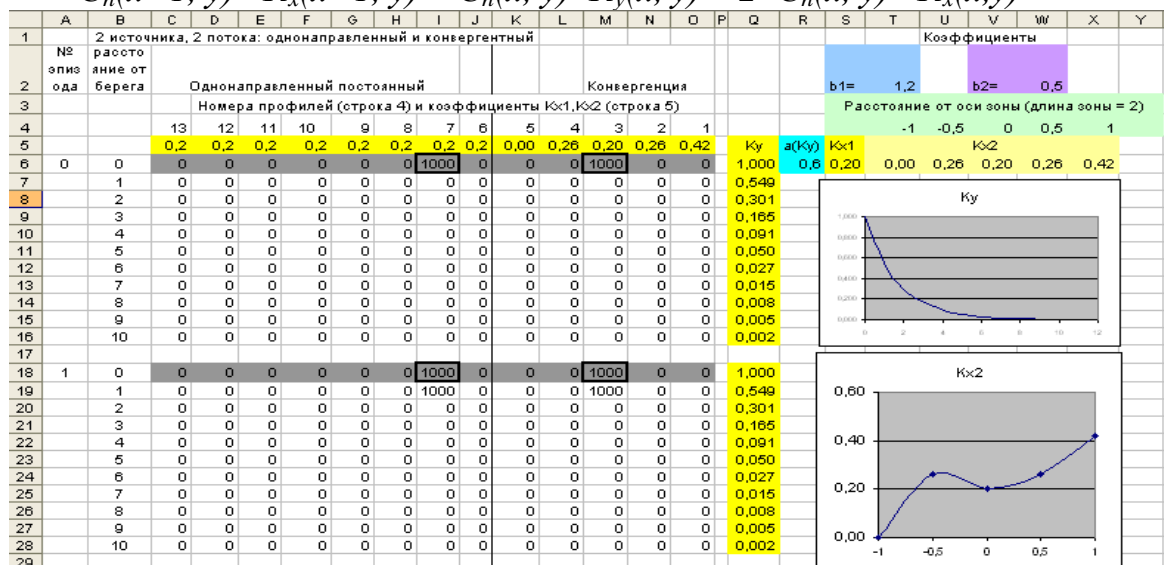 A B C D E F G H I J K L M N O P Q R S T U V W X Y
1 2 источника, 2 потока: однонаправленный и конвергентный Коэффициенты
2 № эпизода расстояние от берега Однонаправленный постоянный Конвергенция b1= 1,2 b2= 0,5
3 Номера профилей (строка 4) и коэффициенты Kx1,Kx2 (строка 5) Расстояние от оси зоны (длина зоны = 2)
4 13 12 11 10 9 8 7 6 5 4 3 2 1 -1 -0,5 0 0,5 1
5 0,2 0,2 0,2 0,2 0,2 0,2 0,2 0,2 0,00 0,26 0,20 0,26 0,42 Ky a(Ky) Kx1 Kx2
6 0 0 0 0 0 0 0 0 1000 0 0 0 1000 0 0 1,000 0,6 0,20 0,00 0,26 0,20 0,26 0,42
7 1 0 0 0 0 0 0 0 0 0 0 0 0 0 0,549
8 2 0 0 0 0 0 0 0 0 0 0 0 0 0 0,301
9 3 0 0 0 0 0 0 0 0 0 0 0 0 0 0,165
10 4 0 0 0 0 0 0 0 0 0 0 0 0 0 0,091
11 5 0 0 0 0 0 0 0 0 0 0 0 0 0 0,050
12 6 0 0 0 0 0 0 0 0 0 0 0 0 0 0,027
13 7 0 0 0 0 0 0 0 0 0 0 0 0 0 0,015
14 8 0 0 0 0 0 0 0 0 0 0 0 0 0 0,008
15 9 0 0 0 0 0 0 0 0 0 0 0 0 0 0,005
16 10 0 0 0 0 0 0 0 0 0 0 0 0 0 0,002
Ky
1,000
0,800
0,600
0,400
0,200
0,000
0 2 4 6 8 10 12
17
18 1 0 0 0 0 0 0 0 1000 0 0 0 1000 0 0 1,000
19 1 0 0 0 0 0 0 1000 0 0 0 1000 0 0 0,549
20 2 0 0 0 0 0 0 0 0 0 0 0 0 0 0,301
21 3 0 0 0 0 0 0 0 0 0 0 0 0 0 0,165
22 4 0 0 0 0 0 0 0 0 0 0 0 0 0 0,091
23 5 0 0 0 0 0 0 0 0 0 0 0 0 0 0,050
24 6 0 0 0 0 0 0 0 0 0 0 0 0 0 0,027
25 7 0 0 0 0 0 0 0 0 0 0 0 0 0 0,015
26 8 0 0 0 0 0 0 0 0 0 0 0 0 0 0,008
27 9 0 0 0 0 0 0 0 0 0 0 0 0 0 0,005
28 10 0 0 0 0 0 0 0 0 0 0 0 0 0 0,002
29
Kx2
0,60
0,40
0,20
0,00
-1 -0,5 0 0,5 1